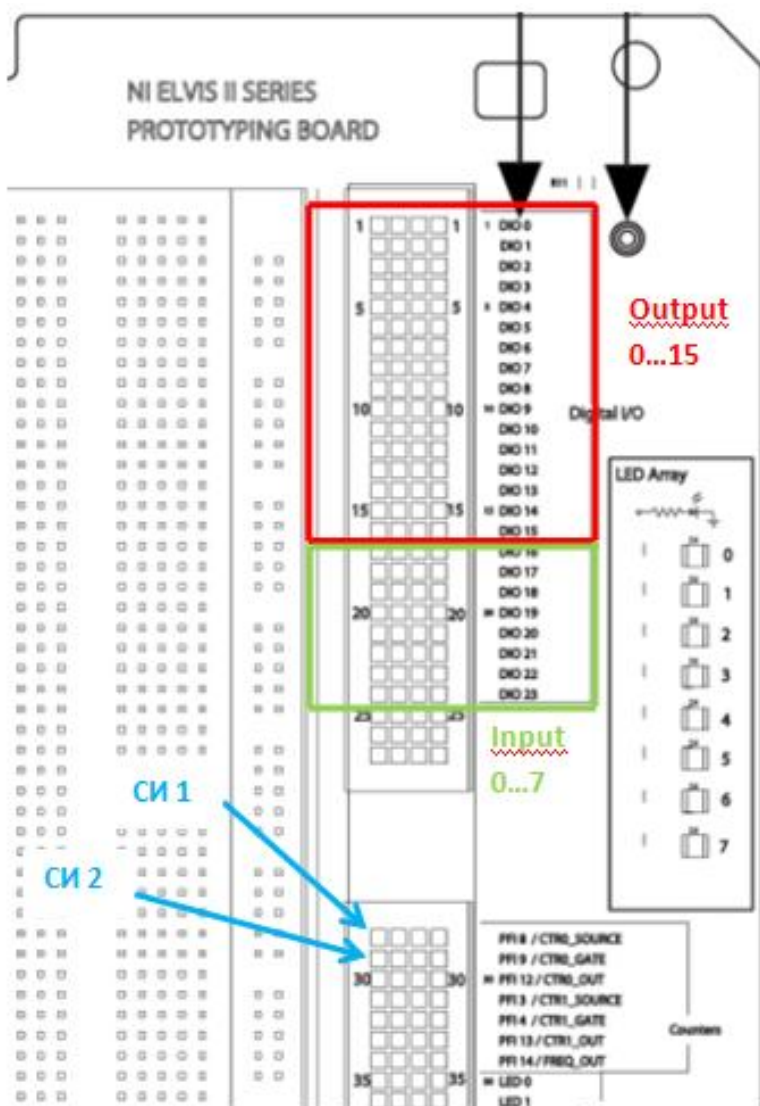 NI ELVIS II SERIES
PROTOTYPING BOARD
1 1 1 DIO 0
DIO 1
DIO 2
DIO 3
5 5 DIO 4
DIO 5
DIO 6
DIO 7
DIO 8
10 10 10 DIO 9
DIO 10
DIO 11
DIO 12
DIO 13
15 15 DIO 14
DIO 15
DIO 16
DIO 17
DIO 18
20 20 20 DIO 19
DIO 20
DIO 21
DIO 22
DIO 23
25 25
Output
0...15
Digital I/O
LED Array
0
1
2
3
4
5
6
7
Input
0...7
СИ 1
СИ 2
PFI 8 / CTR0_SOURCE
PFI 9 / CTR0_GATE
30 30 30 PFI 12 / CTR0_OUT
PFI 3 / CTR1_SOURCE
PFI 4 / CTR1_GATE
PFI 13 / CTR1_OUT
PFI 14 / FREQ_OUT
Counters
35 35 LED 0
LED 1